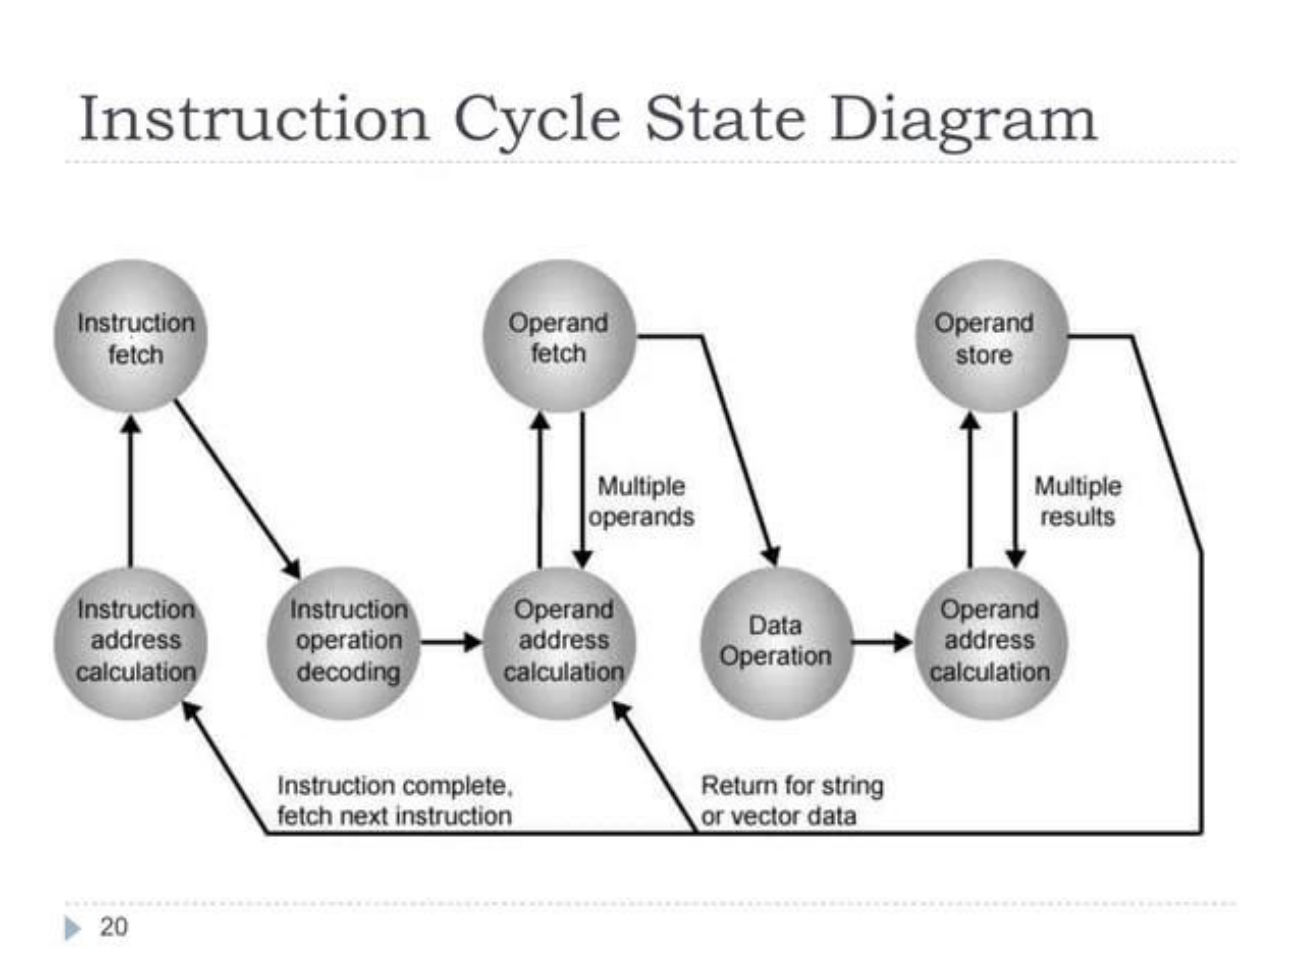 Instruction Cycle State Diagram
Instruction
fetch
Operand
fetch
Operand
store
Multiple
operands
Multiple
results
Instruction
address
calculation
Instruction
operation
decoding
Operand
address
calculation
Data
Operation
Operand
address
calculation
Instruction complete,
fetch next instruction
Return for string
or vector data
20